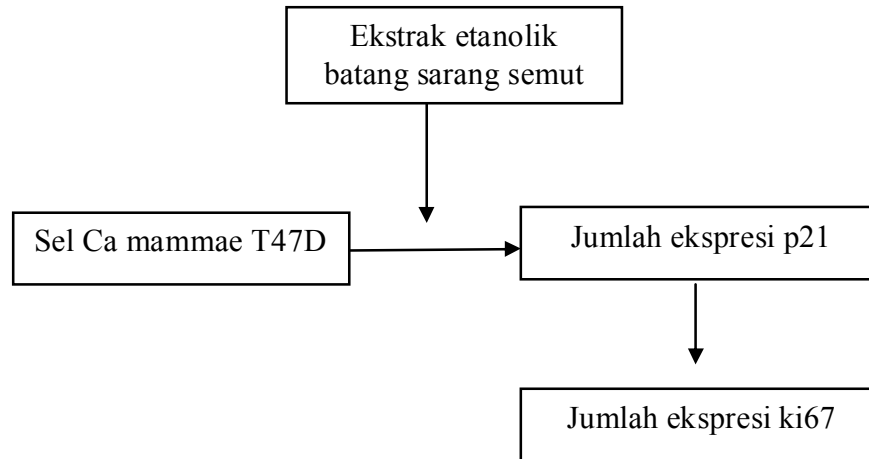 Ekstrak etanolik
batang sarang semut
Sel Ca mammae T47D
Jumlah ekspresi p21
Jumlah ekspresi ki67